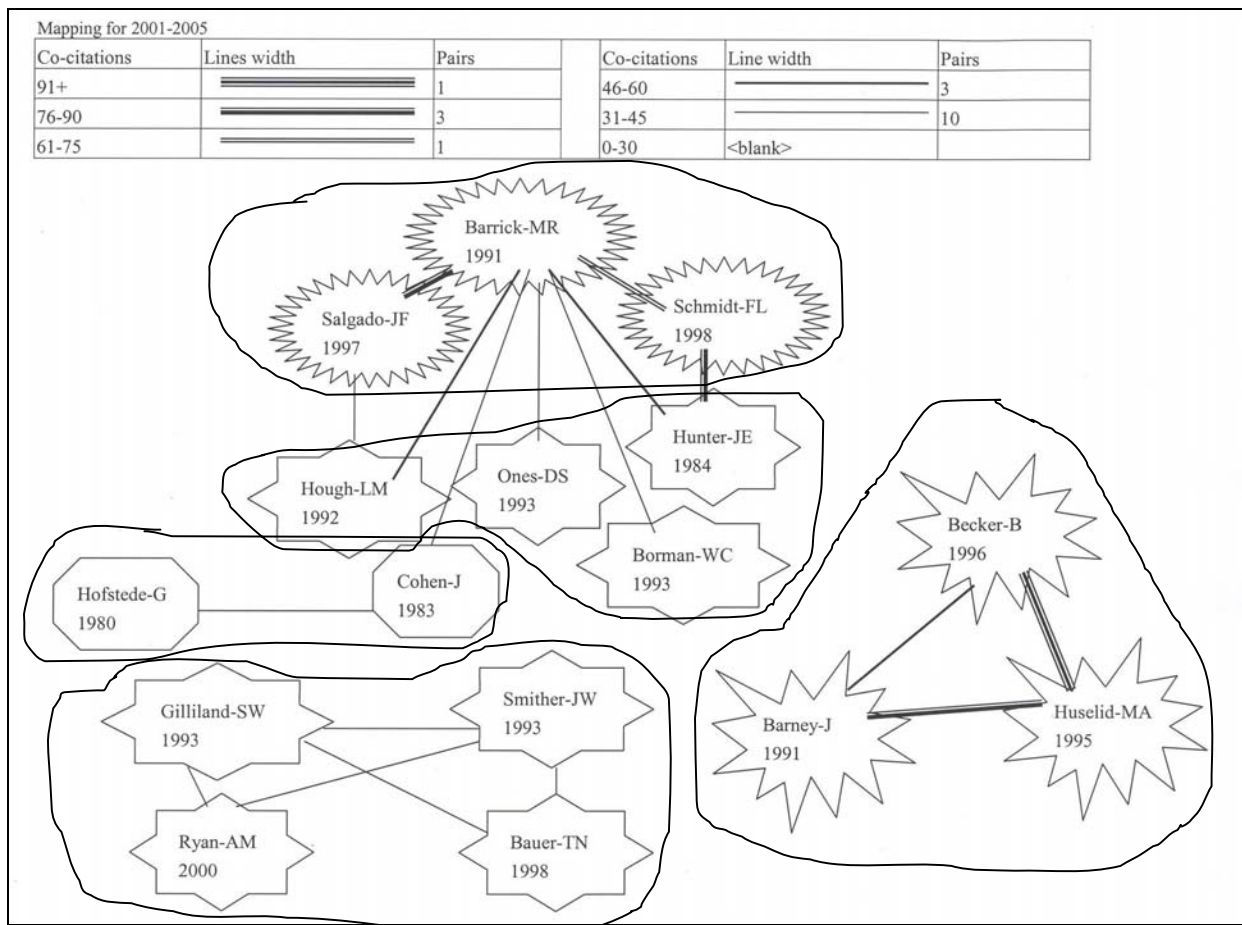 Mapping for 2001-2005
Co-citations Lines width Pairs Co-citations Line width Pairs
91+ 1 46-60 3
76-90 3 31-45 10
61-75 1 0-30 <blank>
Barrick-MR
1991
Salgado-JF
1997
Schmidt-FL
1998
Hough-LM
1992
Ones-DS
1993
Hunter-JE
1984
Borman-WC
1993
Becker-B
1996
Hofstede-G
1980
Cohen-J
1983
Gilliland-SW
1993
Smither-JW
1993
Barney-J
1991
Huselid-MA
1995
Ryan-AM
2000
Bauer-TN
1998